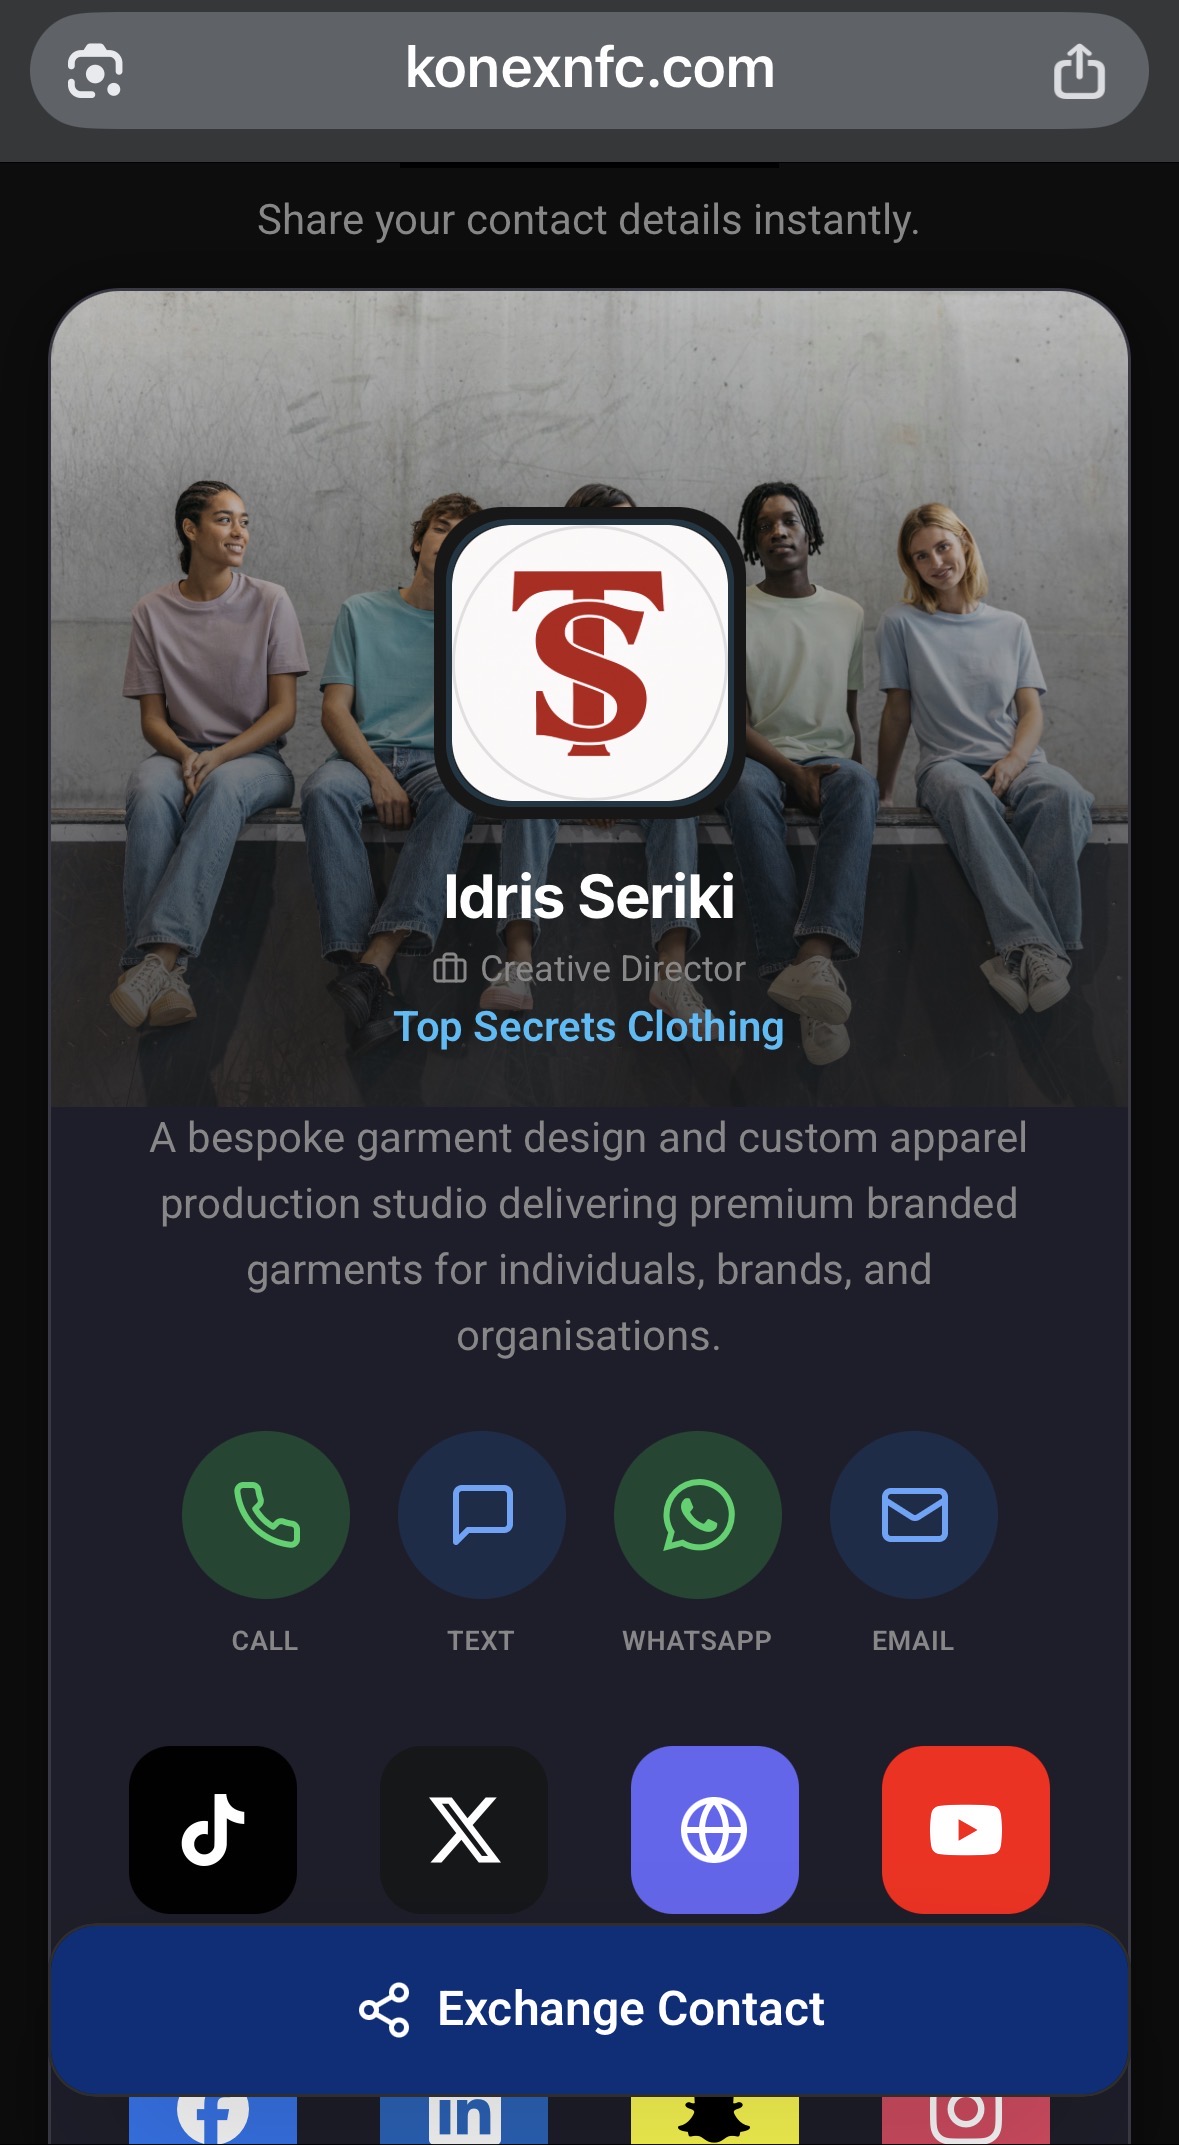 konexnfc.com
Share your contact details instantly.
TS
Idris Seriki
Creative Director
Top Secrets Clothing
A bespoke garment design and custom apparel
production studio delivering premium branded
garments for individuals, brands, and
organisations.
CALL
TEXT
WHATSAPP
EMAIL
Exchange Contact